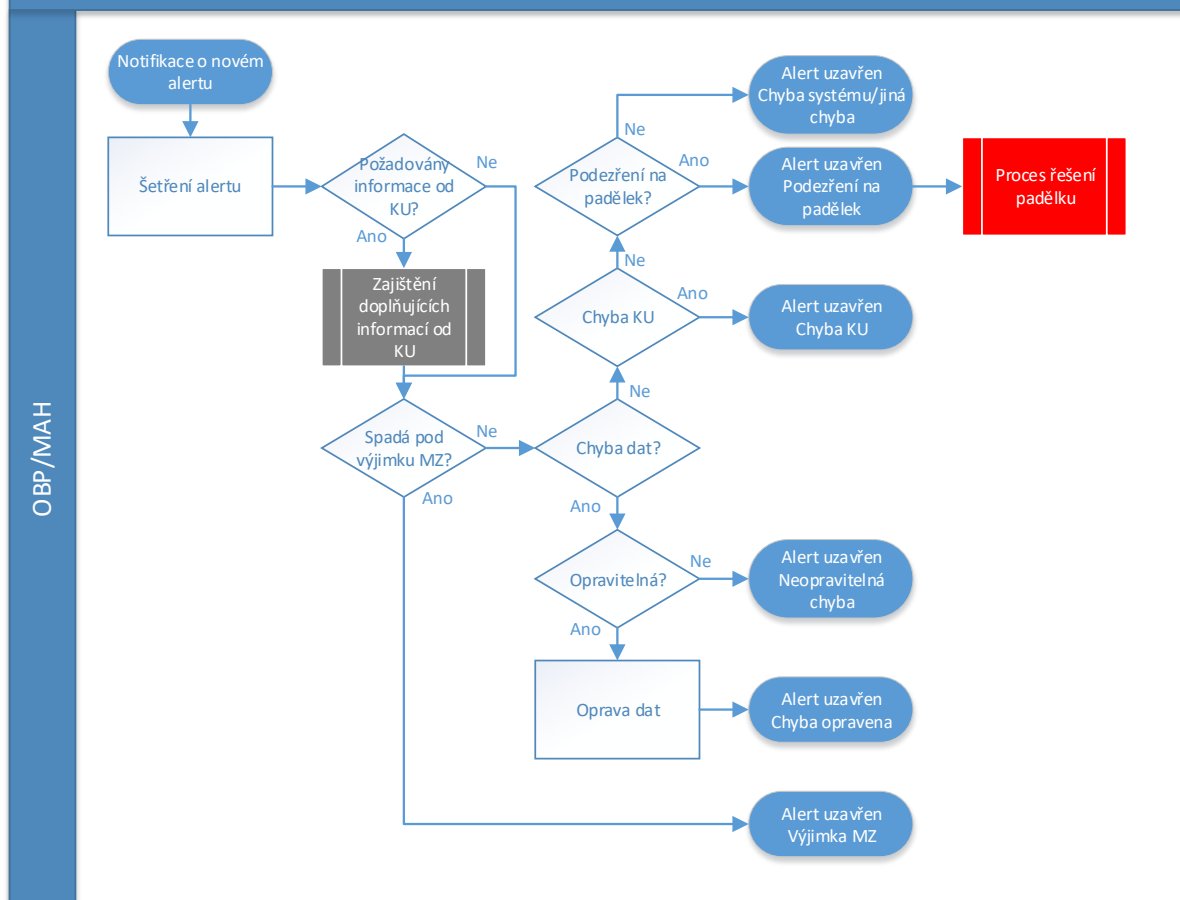 OBP/MAH
Notifikace o novém
alertu
Šetření alertu
Požadovány
informace od
KU?
Ne
Ano
Zajištění
doplňujících
informací od
KU
Spadá pod
výjimku MZ?
Ne
Ano
Chyba dat?
Ne
Ano
Chyba KU
Ne
Ano
Podezření na
padělek?
Ne
Ano
Alert uzavřen
Chyba systému/jiná
chyba
Alert uzavřen
Podezření na
padělek
Proces řešení
padělku
Alert uzavřen
Chyba KU
Opravitelná?
Ne
Ano
Alert uzavřen
Neopravitelná
chyba
Oprava dat
Alert uzavřen
Chyba opravena
Alert uzavřen
Výjimka MZ